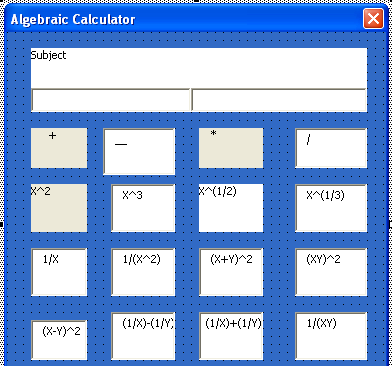 Algebraic Calculator
Subject
+ __ * /
X^2 X^3 X^(1/2) X^(1/3)
1/X 1/(X^2) (X+Y)^2 (XY)^2
(X-Y)^2 (1/X)-(1/Y) (1/X)+(1/Y) 1/(XY)